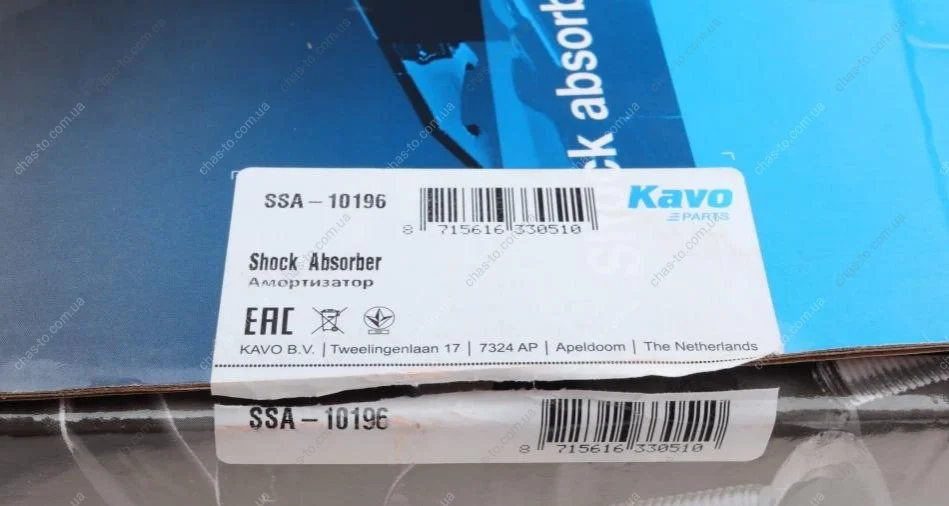 Shock absorb
SSA-10196
8 715616 330510
Kavo
PARTS
Shock Absorber
Амортизатор
EAC
KAVO B.V. | Tweelingenlaan 17 | 7324 AP | Apeldoorn | The Netherlands
SSA-10196
8 715616 330510
chas-to.com.ua